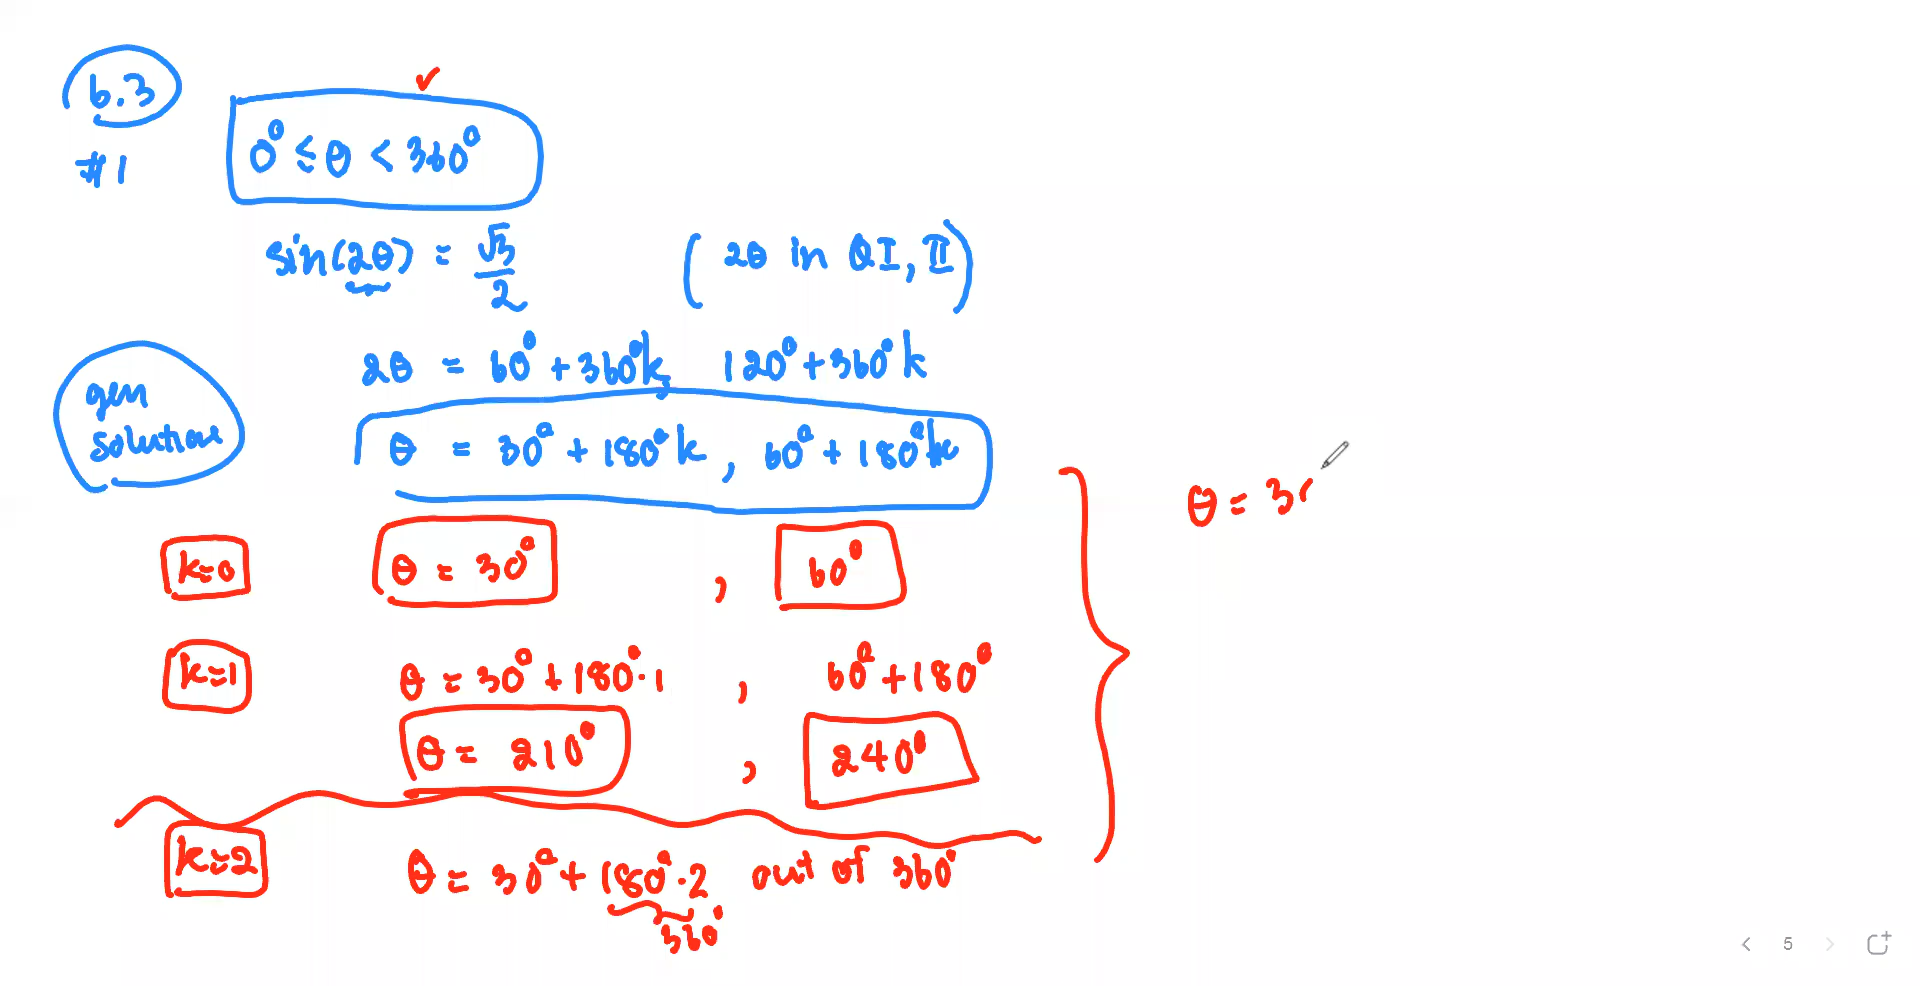 6.3
#1
0° ≤ θ < 360°
sin(2θ) = √3/2 (2θ in QI, II)
2θ = 60° + 360°k, 120° + 360°k
gen
solution
θ = 30° + 180°k, 60° + 180°k
θ = 30
k=0 θ = 30° , 60°
k=1 θ = 30° + 180°·1 , 60° + 180°
θ = 210° , 240°
k=2 θ = 30° + 180°·2 out of 360°
360°
< 5 >